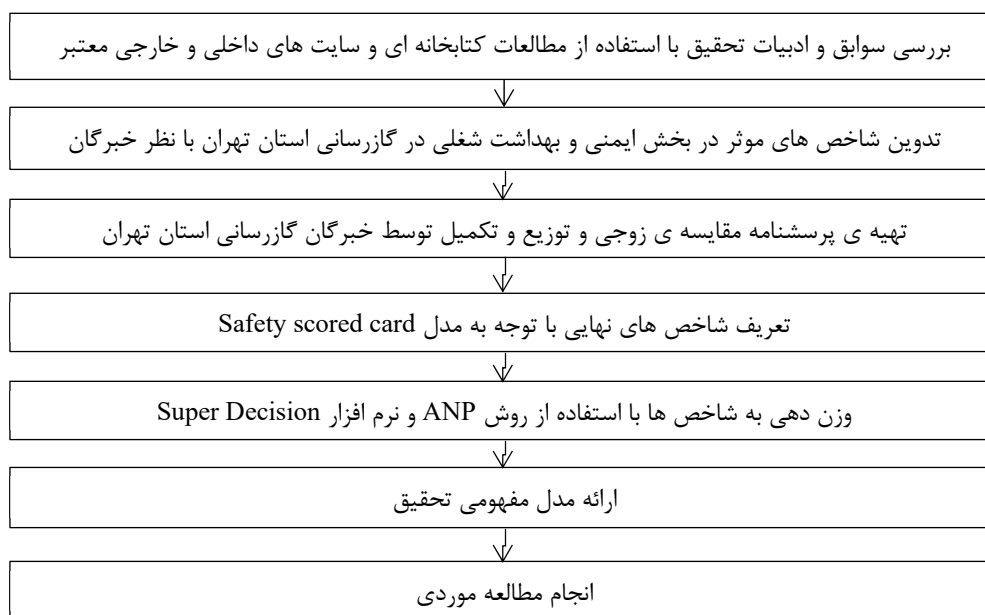 بررسی سوابق و ادبیات تحقیق با استفاده از مطالعات کتابخانه ای و سایت های داخلی و خارجی معتبر
تدوین شاخص های موثر در بخش ایمنی و بهداشت شغلی در گازرسانی استان تهران با نظر خبرگان
تهیه ی پرسشنامه مقایسه ی زوجی و توزیع و تکمیل توسط خبرگان گازرسانی استان تهران
تعریف شاخص های نهایی با توجه به مدل Safety scored card
وزن دهی به شاخص ها با استفاده از روش ANP و نرم افزار Super Decision
ارائه مدل مفهومی تحقیق
انجام مطالعه موردی